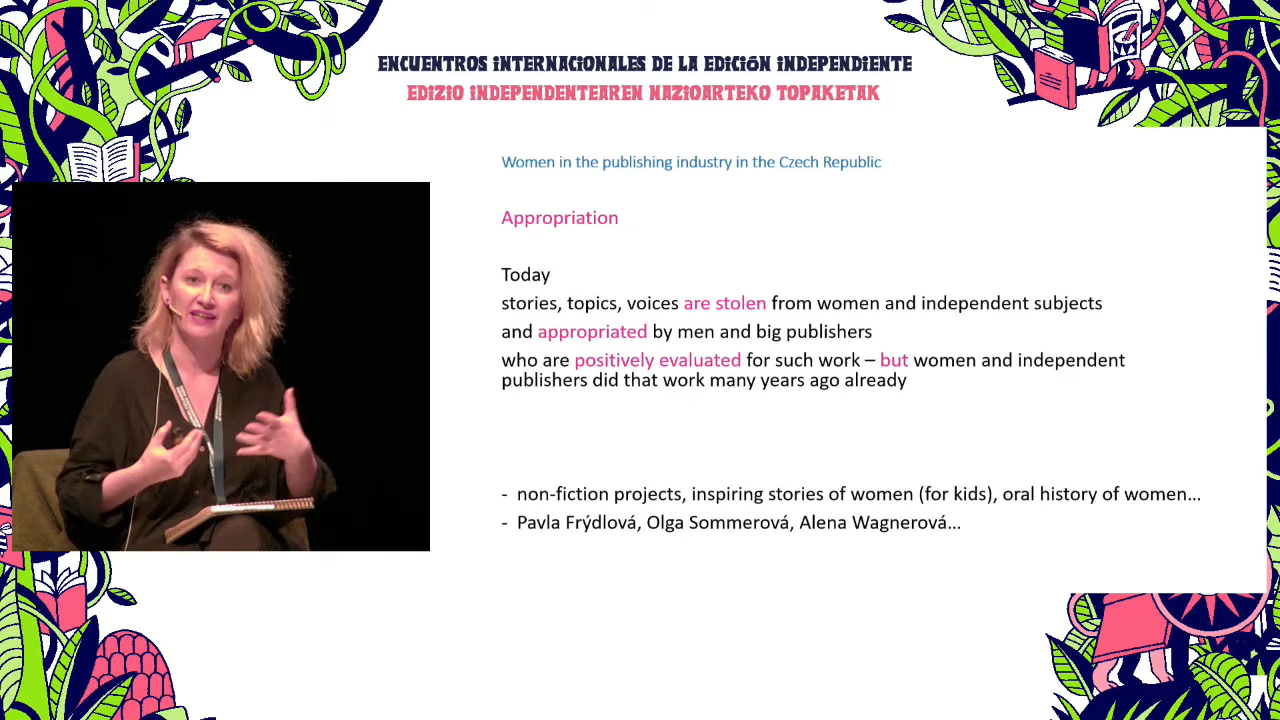 ENCUENTROS iNTERNACiONALES DE LA EDiCiÓN iNDEPENDiENTE
EDiZiO iNDEPENDENTEAREN NAZiOARTEKO TOPAKETAK
Women in the publishing industry in the Czech Republic
Appropriation
Today
stories, topics, voices are stolen from women and independent subjects
and appropriated by men and big publishers
who are positively evaluated for such work – but women and independent
publishers did that work many years ago already
- non-fiction projects, inspiring stories of women (for kids), oral history of women…
- Pavla Frýdlová, Olga Sommerová, Alena Wagnerová…